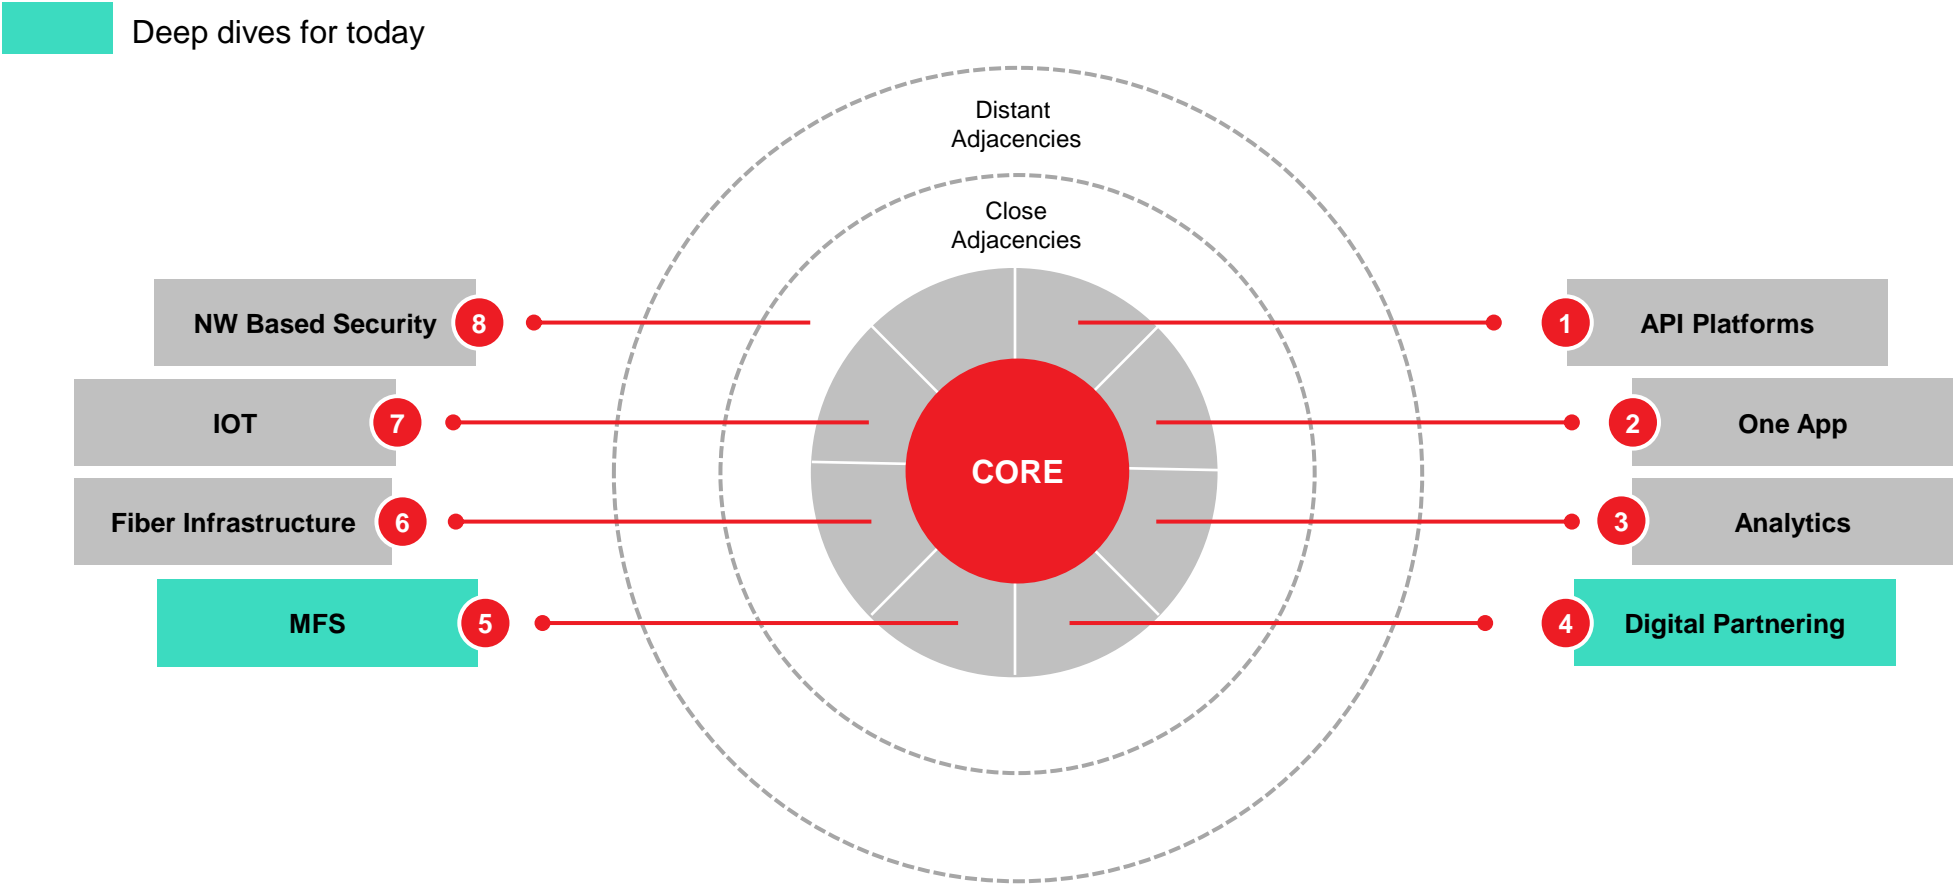 Deep dives for today
Distant
Adjacencies
Close
Adjacencies
NW Based Security 8
1 API Platforms
IOT 7
2 One App
CORE
Fiber Infrastructure 6
3 Analytics
MFS 5
4 Digital Partnering